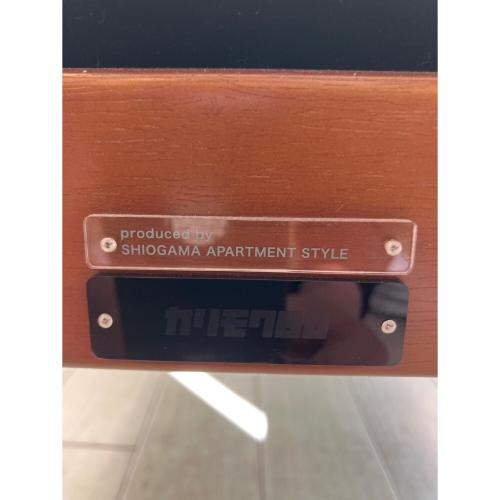 produced by
SHIOGAMA APARTMENT STYLE
カリモク60